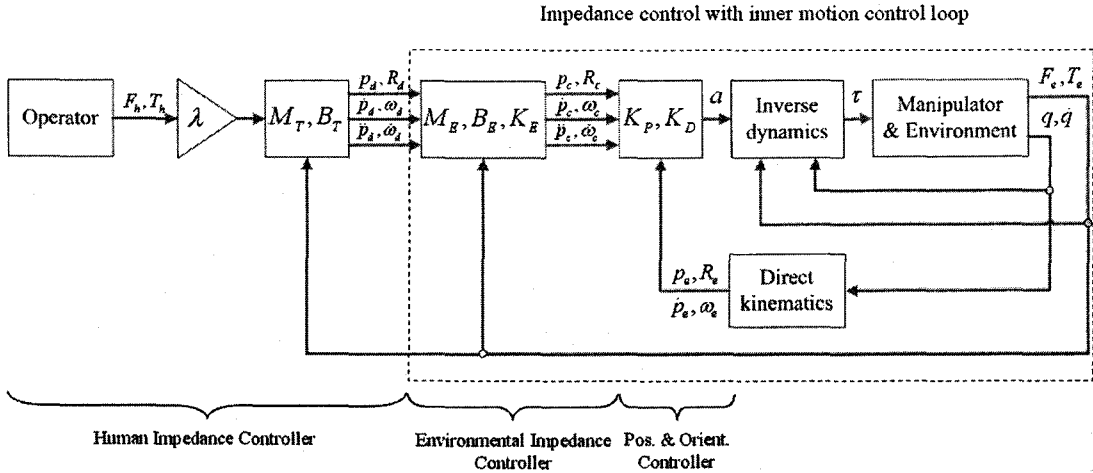 Impedance control with inner motion control loop
Operator
F_h, T_h
λ
M_T, B_T
p_d, R_d
ṗ_d, ω_d
p̈_d, ω̇_d
M_E, B_E, K_E
p_c, R_c
ṗ_c, ω_c
p̈_c, ω̇_c
K_P, K_D
a
Inverse
dynamics
τ
Manipulator
& Environment
F_e, T_e
q, q̇
p_e, R_e
ṗ_e, ω_e
Direct
kinematics
Human Impedance Controller
Environmental Impedance
Controller
Pos. & Orient.
Controller